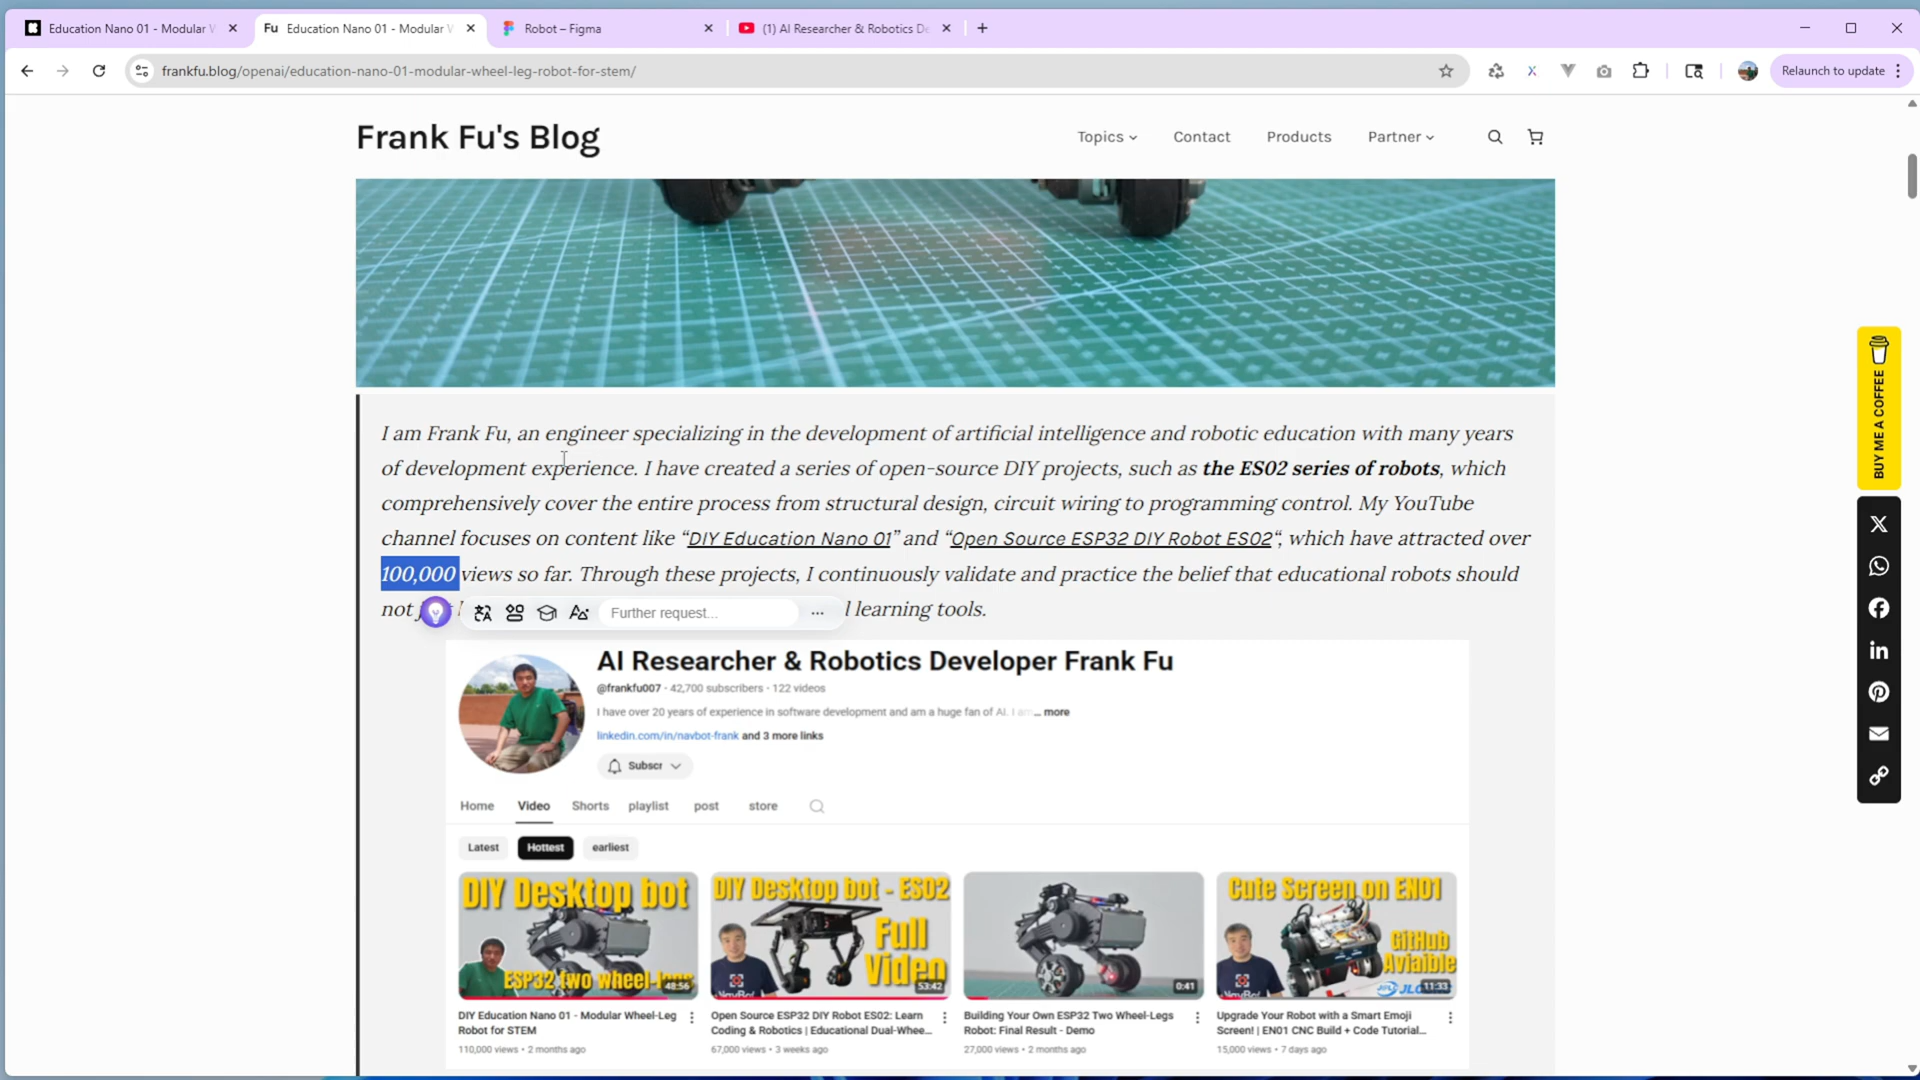 Education Nano 01 - Modular W
Fu Education Nano 01 - Modular W
Robot – Figma
(1) AI Researcher & Robotics De
frankfu.blog/openai/education-nano-01-modular-wheel-leg-robot-for-stem/
Relaunch to update
Frank Fu's Blog
Topics
Contact
Products
Partner
I am Frank Fu, an engineer specializing in the development of artificial intelligence and robotic education with many years
of development experience. I have created a series of open-source DIY projects, such as the ES02 series of robots, which
comprehensively cover the entire process from structural design, circuit wiring to programming control. My YouTube
channel focuses on content like “DIY Education Nano 01” and “Open Source ESP32 DIY Robot ES02“, which have attracted over
100,000 views so far. Through these projects, I continuously validate and practice the belief that educational robots should
not l learning tools.
Further request...
BUY ME A COFFEE
AI Researcher & Robotics Developer Frank Fu
@frankfu007 - 42,700 subscribers - 122 videos
I have over 20 years of experience in software development and am a huge fan of AI. I am... more
linkedin.com/in/navbot-frank and 3 more links
Subscr
Home
Video
Shorts
playlist
post
store
Latest
Hottest
earliest
DIY Desktop bot
ESP32 two wheel-legs
48:56
DIY Desktop bot - ES02
Full
Video
53:42
0:41
Cute Screen on EN01
GitHub
Aviaible
11:33
DIY Education Nano 01 - Modular Wheel-Leg
Robot for STEM
110,000 views • 2 months ago
Open Source ESP32 DIY Robot ES02: Learn
Coding & Robotics | Educational Dual-Whee...
67,000 views • 3 weeks ago
Building Your Own ESP32 Two Wheel-Legs
Robot: Final Result - Demo
27,000 views • 2 months ago
Upgrade Your Robot with a Smart Emoji
Screen! | EN01 CNC Build + Code Tutorial...
15,000 views • 7 days ago